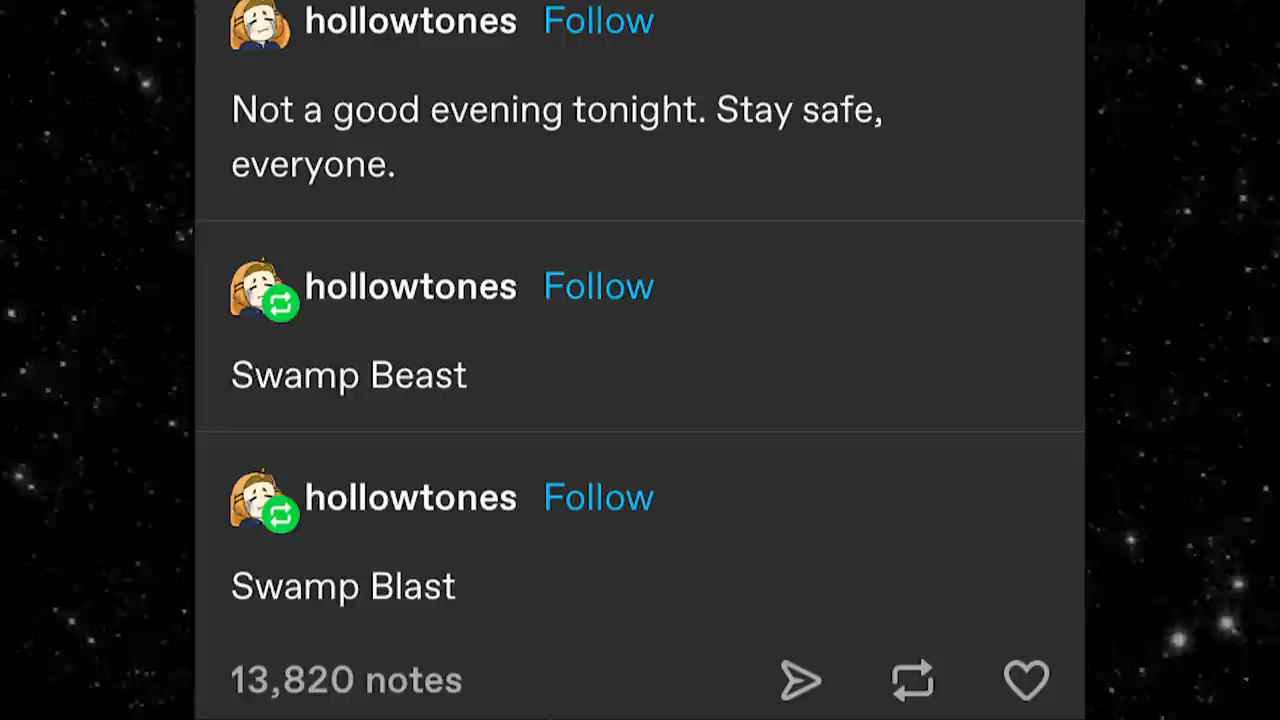 hollowtones Follow
Not a good evening tonight. Stay safe,
everyone.
hollowtones Follow
Swamp Beast
hollowtones Follow
Swamp Blast
13,820 notes